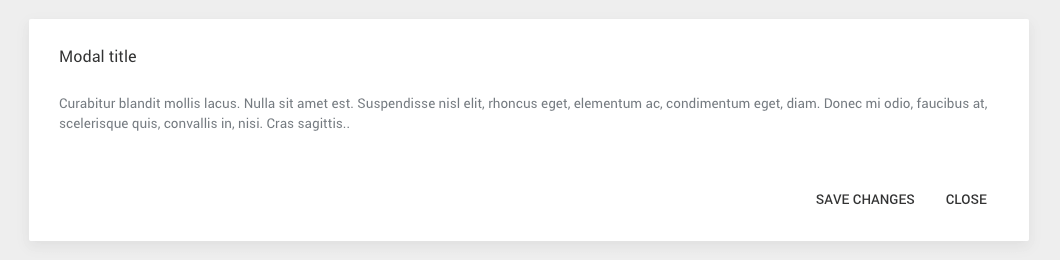 Modal title
Curabitur blandit mollis lacus. Nulla sit amet est. Suspendisse nisl elit, rhoncus eget, elementum ac, condimentum eget, diam. Donec mi odio, faucibus at,
scelerisque quis, convallis in, nisi. Cras sagittis..
SAVE CHANGES CLOSE